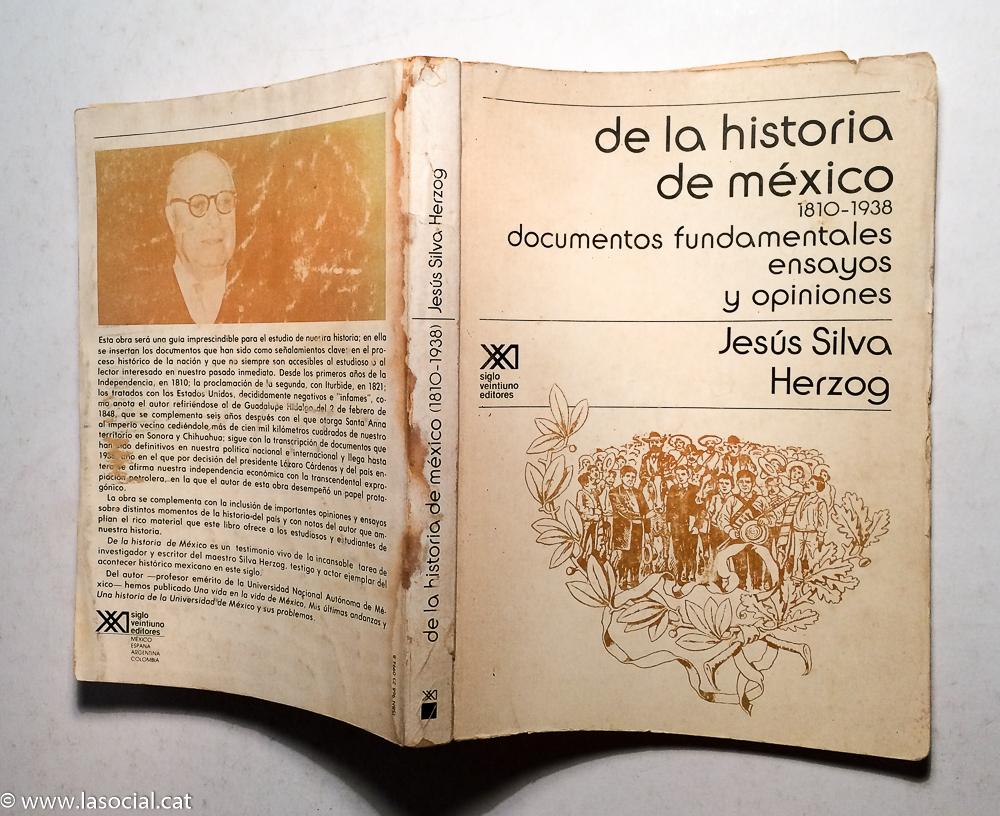 Esta obra será una guía imprescindible para el estudio de nuestra historia; en ella
se insertan los documentos que han sido como señalamientos clave en el pro-
ceso histórico de la nación y que no siempre son accesibles al estudioso o al
lector interesado en nuestro pasado inmediato. Desde los primeros años de la
Independencia, en 1810; la proclamación de la segunda, con Iturbide, en 1821;
los tratados con los Estados Unidos, decididamente negativos e "infames", co-
mo anota el autor refiriéndose al de Guadalupe Hidalgo del 2 de febrero de
1848, que se complementa seis años después con el que otorga Santa Anna
al imperio vecino cediéndole más de cien mil kilómetros cuadrados de nuestro
territorio en Sonora y Chihuahua; sigue con la transcripción de documentos que
han sido definitivos en nuestra política nacional e internacional y llega hasta
1938, año en el que por decisión del presidente Lázaro Cárdenas y del país en-
tero se afirma nuestra independencia económica con la transcendental expro-
piación petrolera, en la que el autor de esta obra desempeñó un papel prota-
gónico.
La obra se complementa con la inclusión de importantes opiniones y ensayos
sobre distintos momentos de la historia del país y con notas del autor que am-
plían el rico material que este libro ofrece a los estudiosos y estudiantes de
nuestra historia.
De la historia de México es un testimonio vivo de la incansable tarea de
investigador y escritor del maestro Silva Herzog, testigo y actor ejemplar del
acontecer histórico mexicano en este siglo.
Del autor —profesor emérito de la Universidad Nacional Autónoma de Mé-
xico— hemos publicado Una vida en la vida de México, Mis últimas andanzas y
Una historia de la Universidad de México y sus problemas.
siglo
veintiuno
editores
MÉXICO
ESPAÑA
ARGENTINA
COLOMBIA
de la historia de méxico (1810-1938) Jesús Silva Herzog
de la historia
de méxico
1810-1938
documentos fundamentales
ensayos
y opiniones
siglo
veintiuno
editores
Jesús Silva
Herzog
© www.lasocial.cat